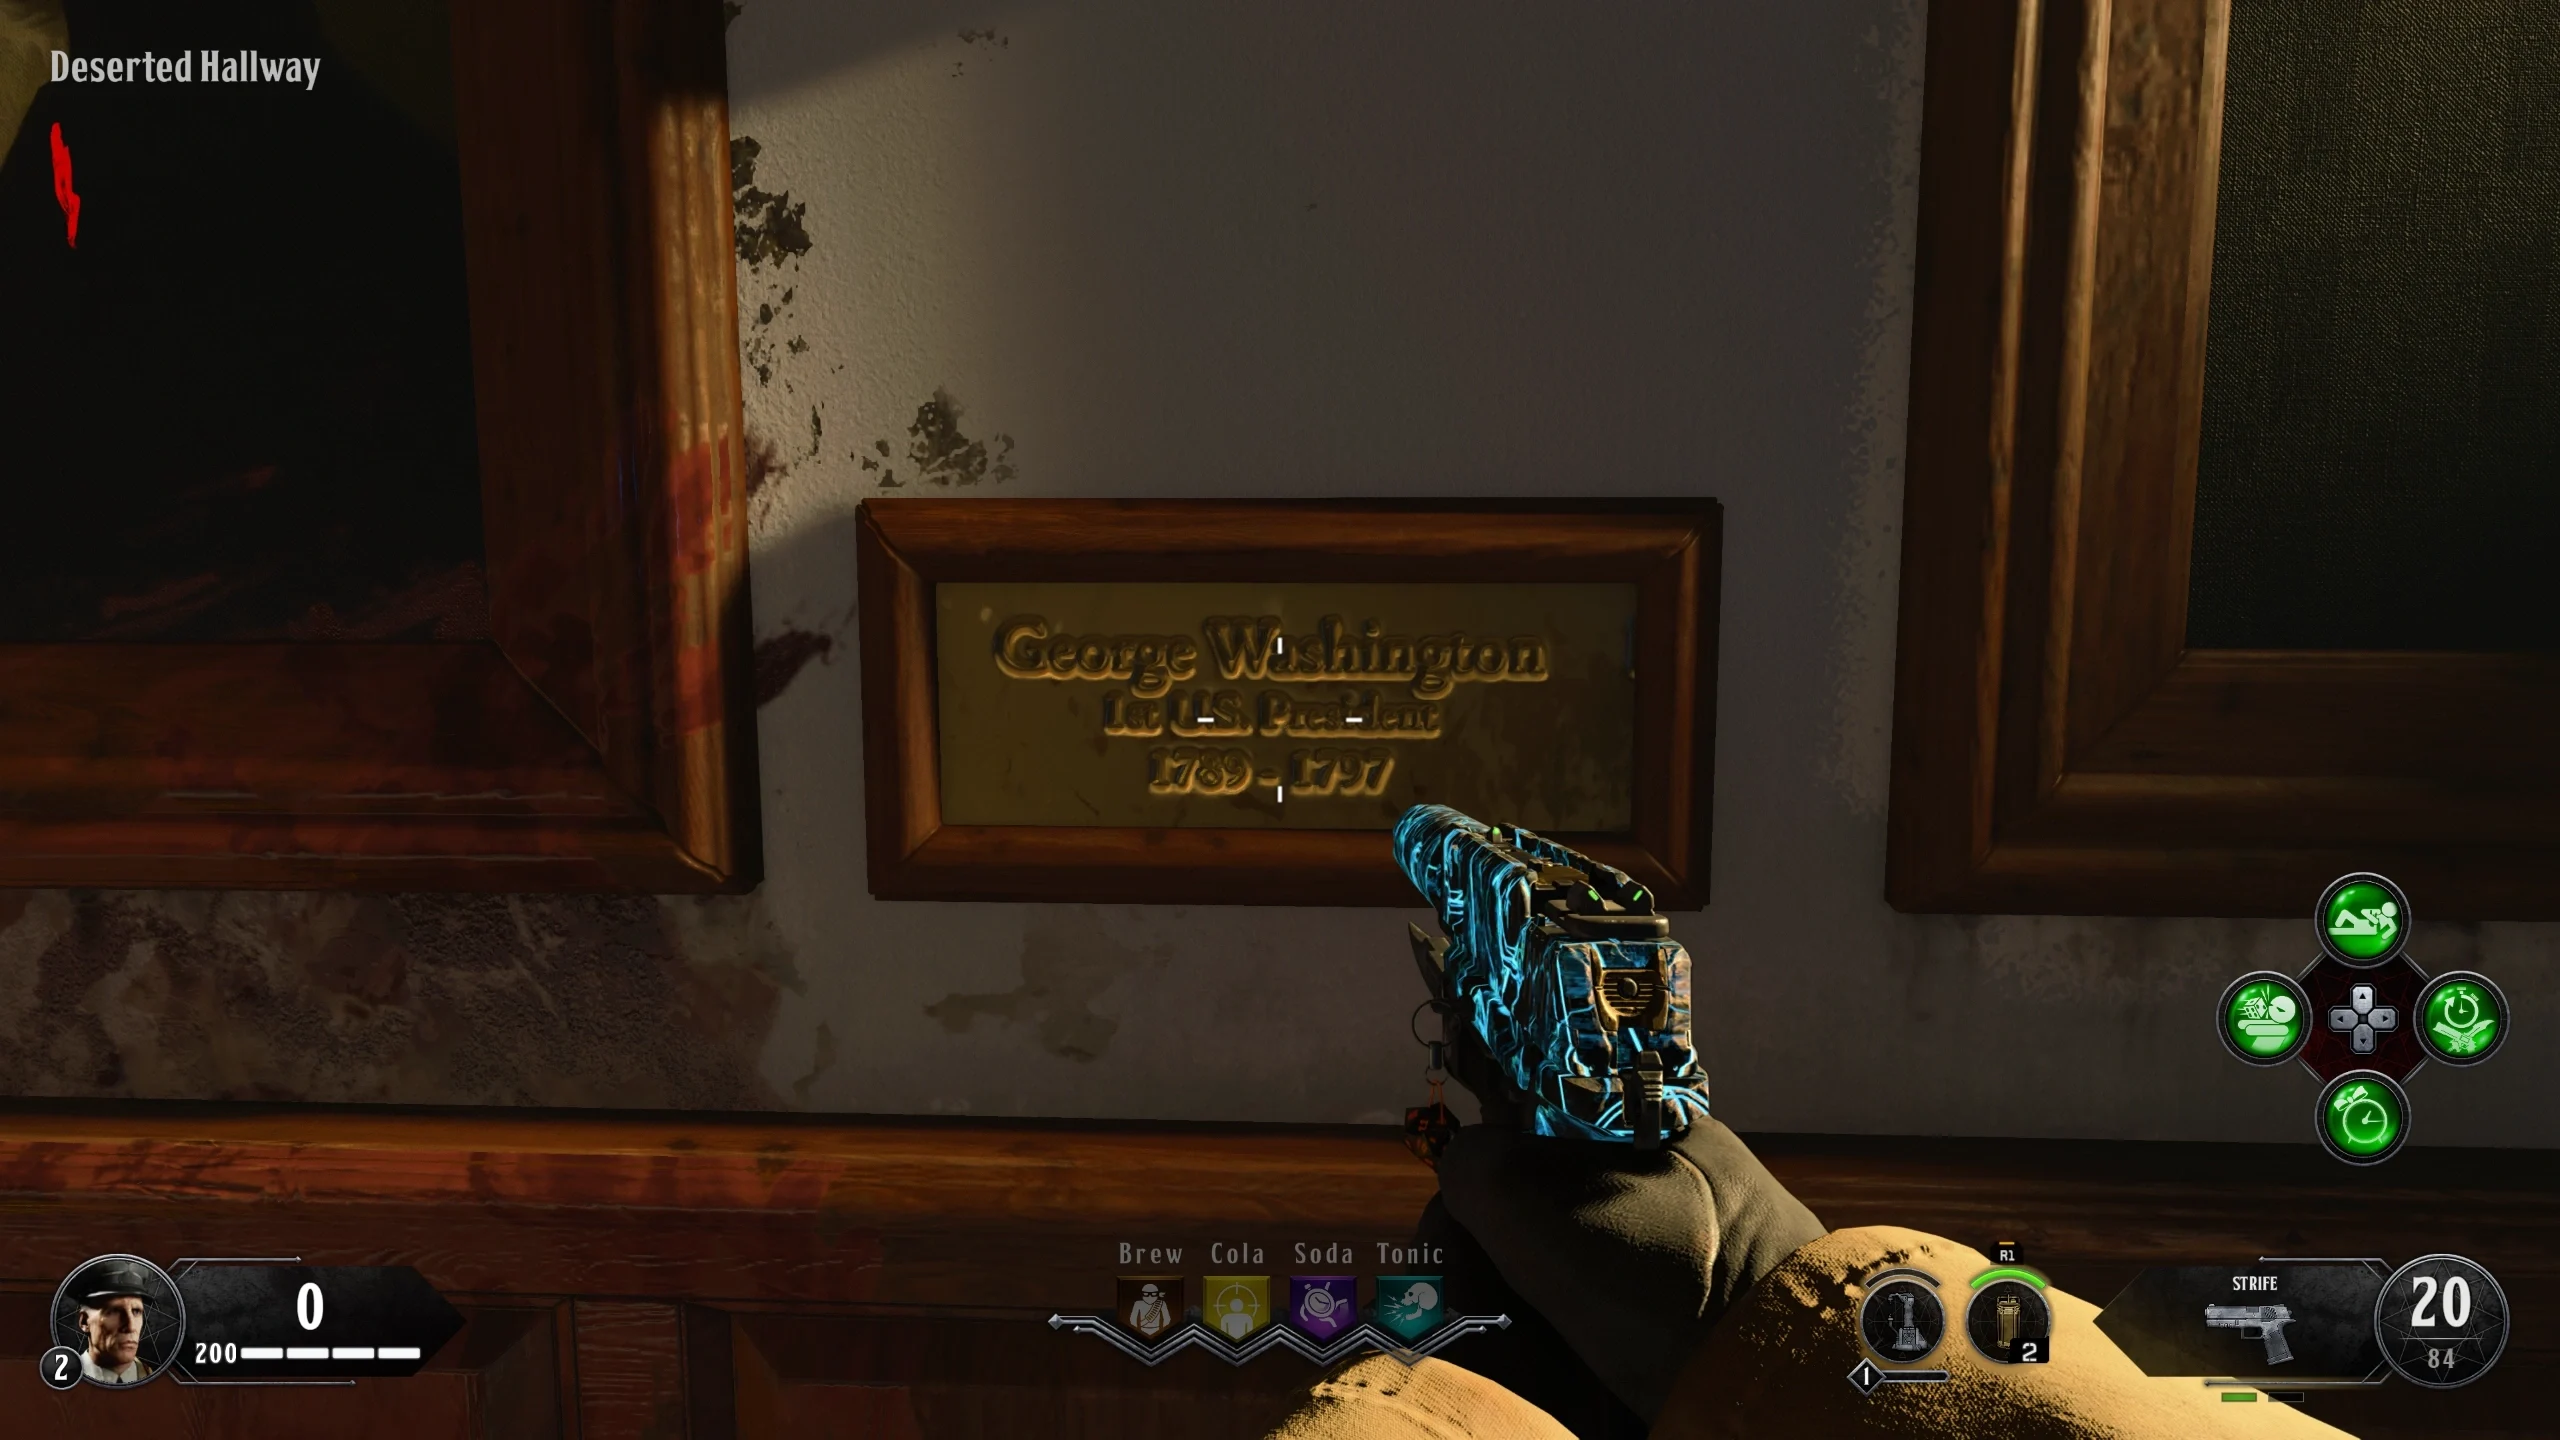 Deserted Hallway
George Washington
1st U.S. President
1789 - 1797
Brew Cola Soda Tonic
R1
STRIFE
0
20
200
2
2
84
1